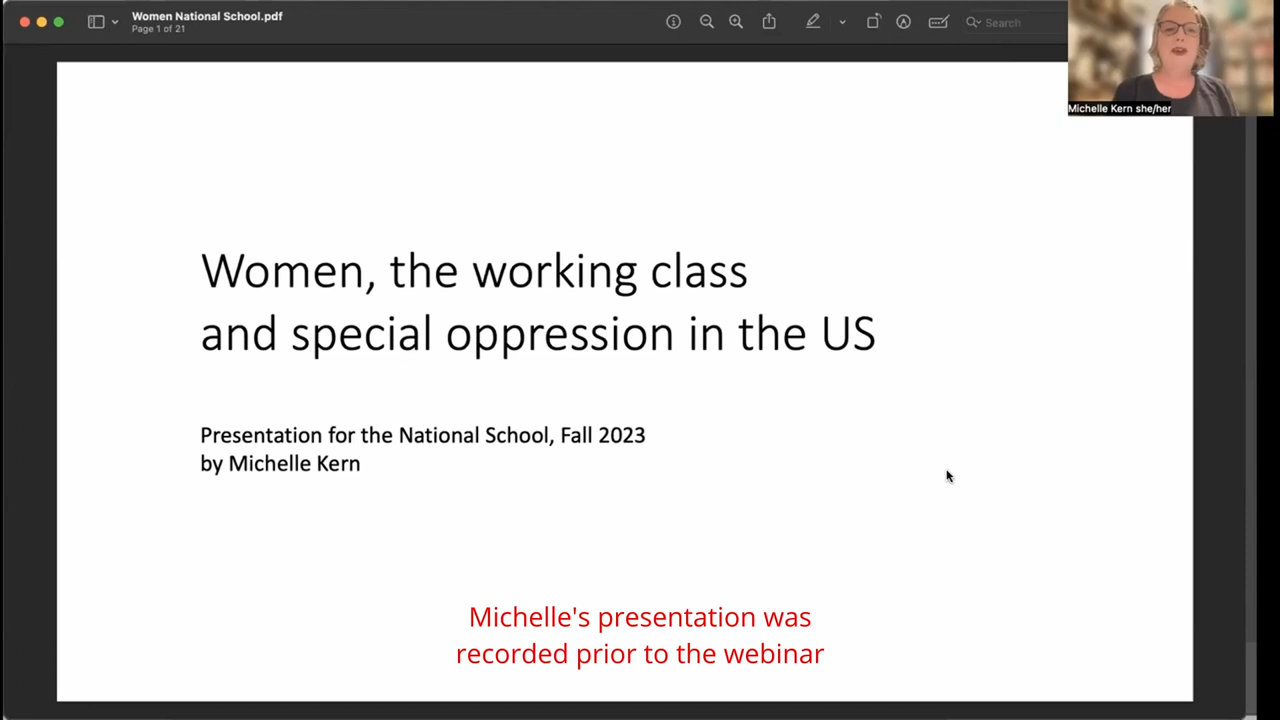 Women National School.pdf
Page 1 of 21
Search
Michelle Kern she/her
Women, the working class
and special oppression in the US
Presentation for the National School, Fall 2023
by Michelle Kern
Michelle's presentation was
recorded prior to the webinar